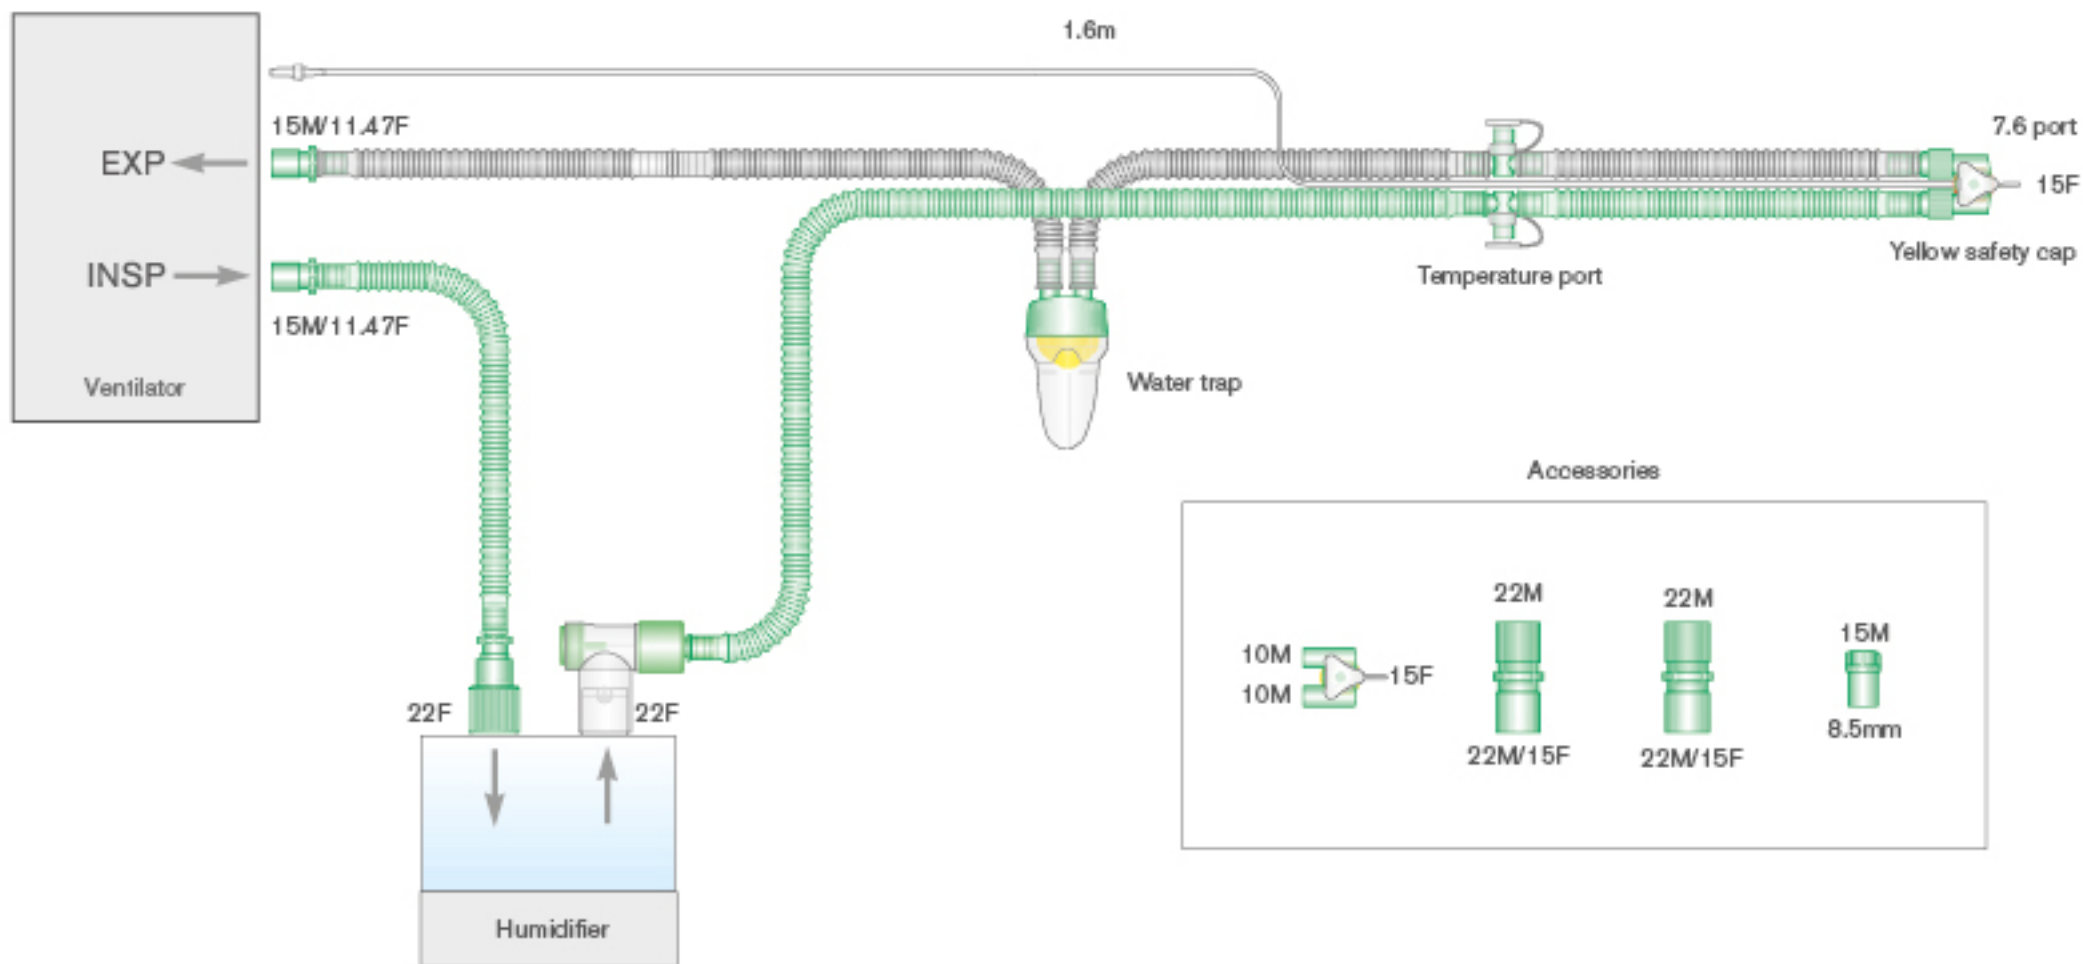 1.6m
15M/11.47F
7.6 port
EXP
15F
Yellow safety cap
INSP
Temperature port
15M/11.47F
Ventilator
Water trap
Accessories
22M
22M
15M
10M
15F
10M
22F
22F
8.5mm
22M/15F
22M/15F
Humidifier